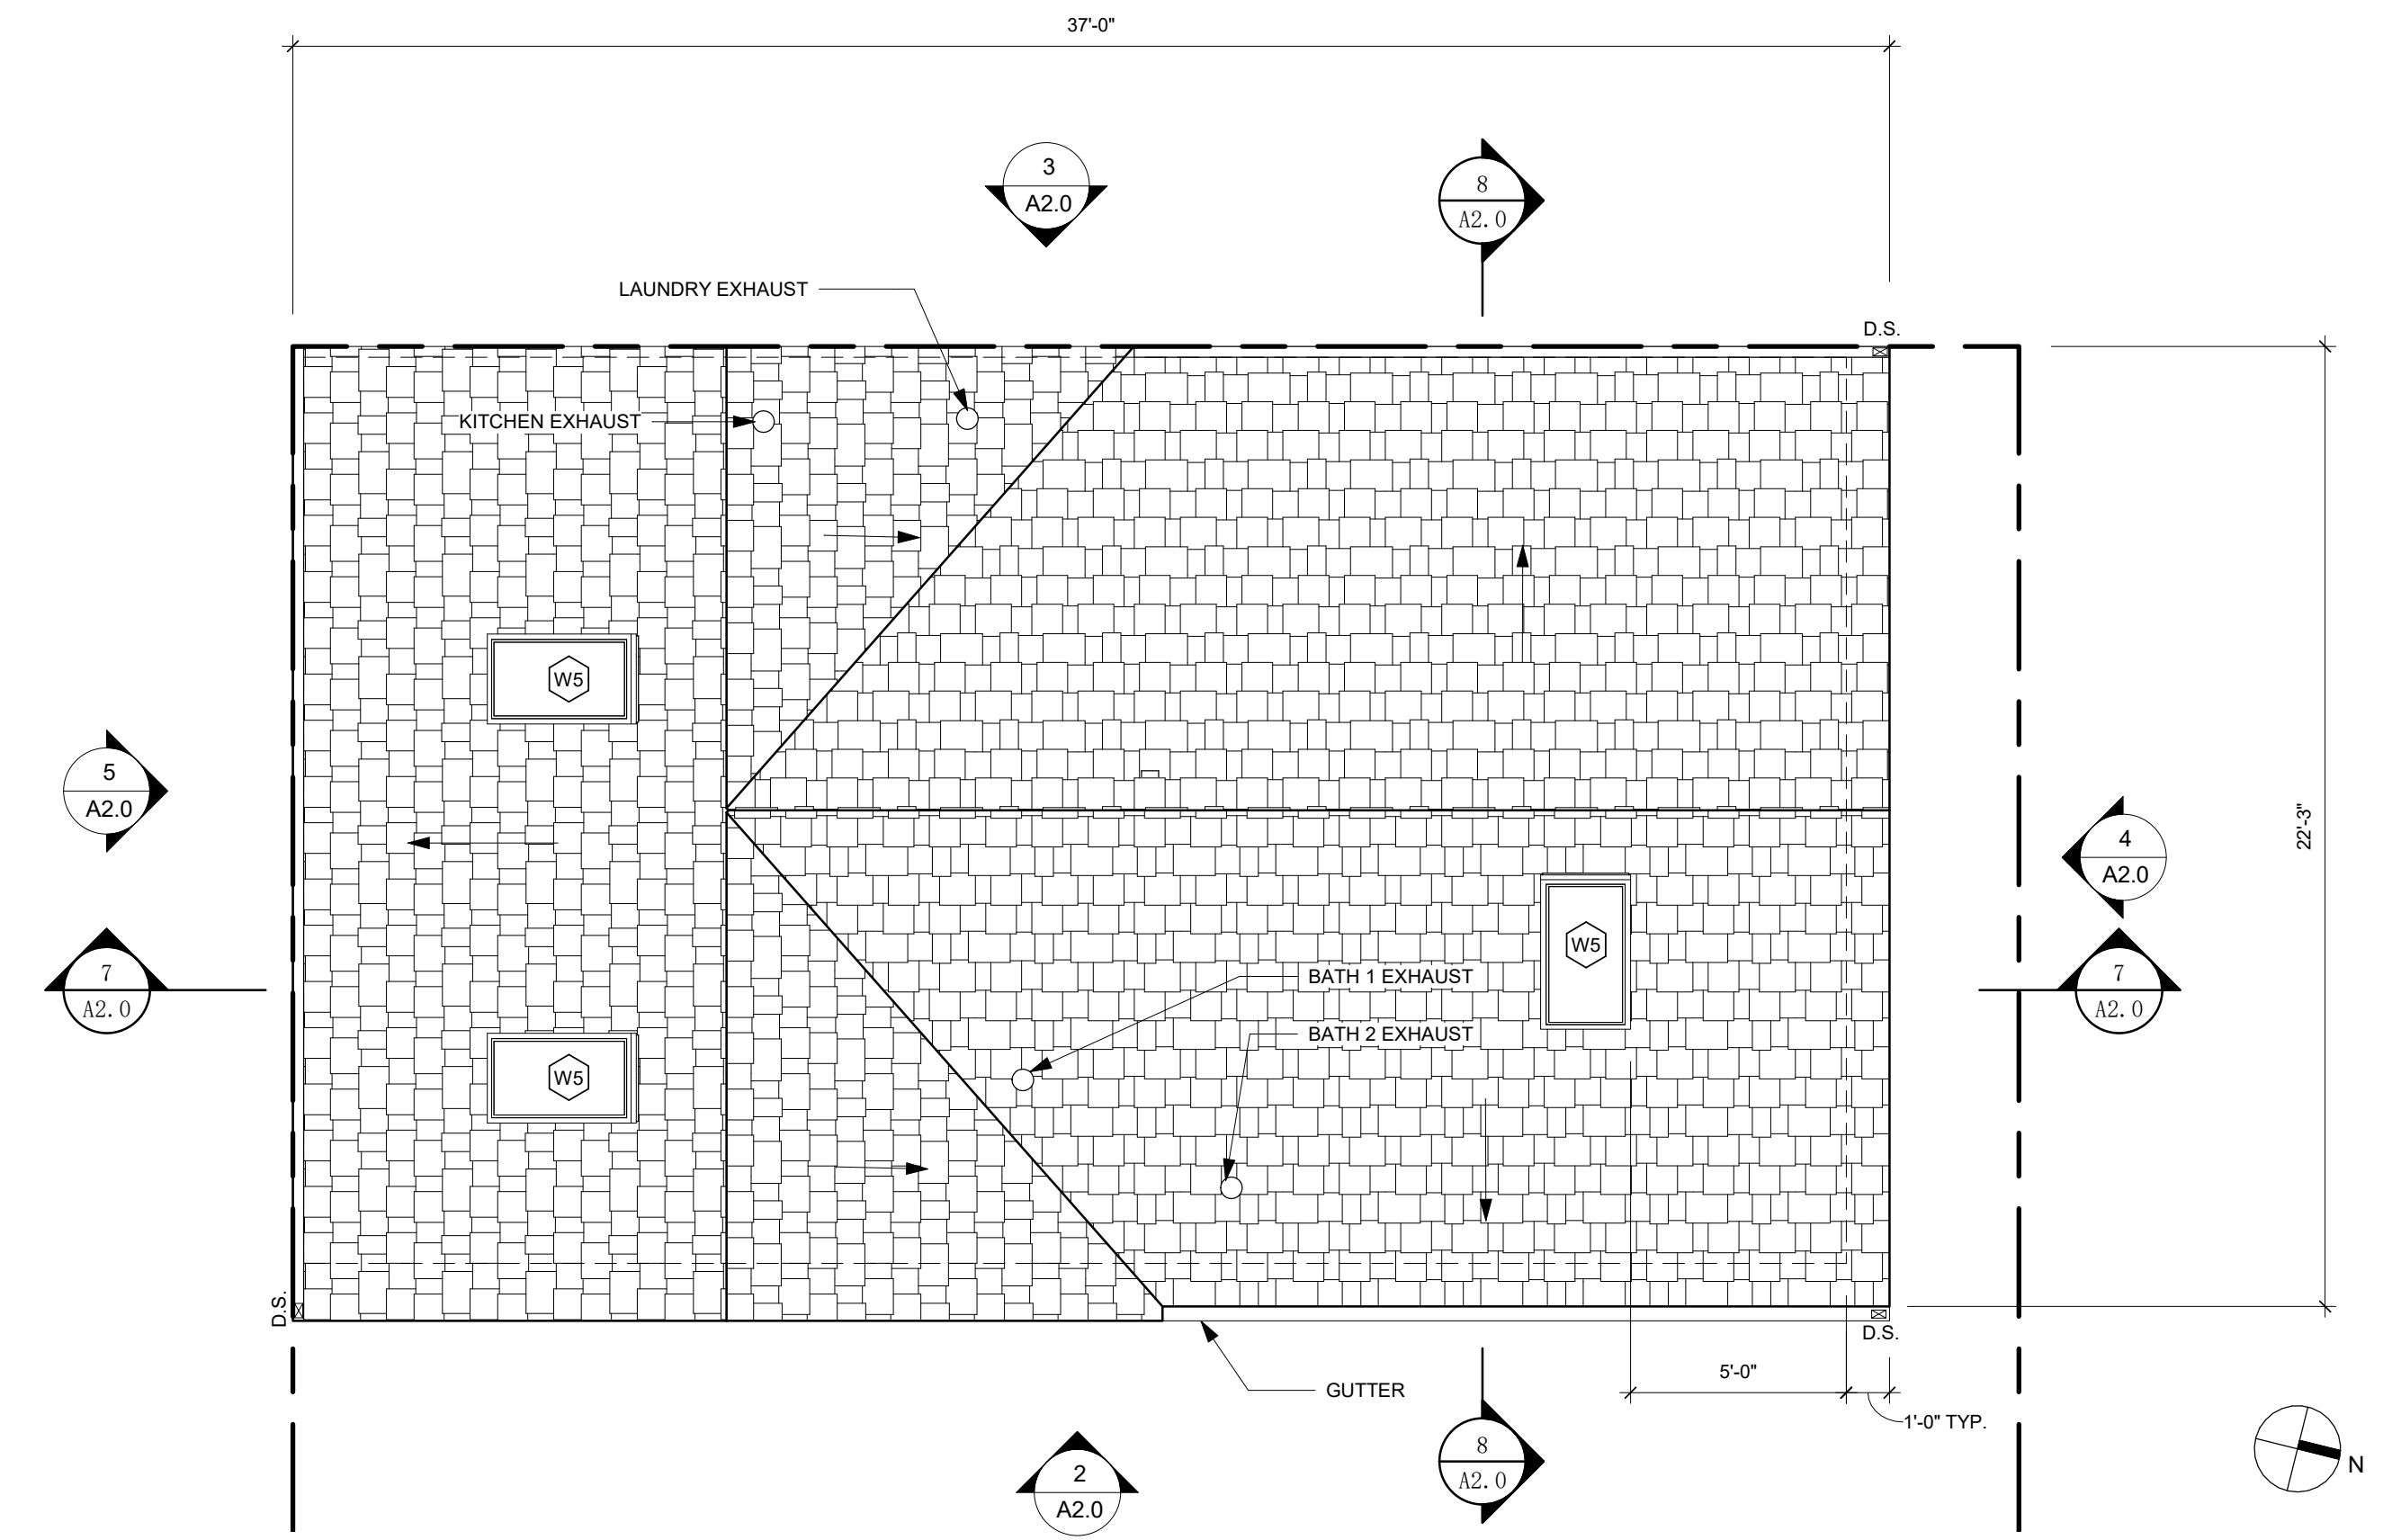 37'-0"
3
A2.0
8
A2.0
LAUNDRY EXHAUST
D.S.
KITCHEN EXHAUST
W5
5
A2.0
22'-3"
4
A2.0
W5
BATH 1 EXHAUST
7
A2.0
7
A2.0
BATH 2 EXHAUST
W5
D.S.
D.S.
5'-0"
GUTTER
1'-0" TYP.
8
A2.0
N
2
A2.0